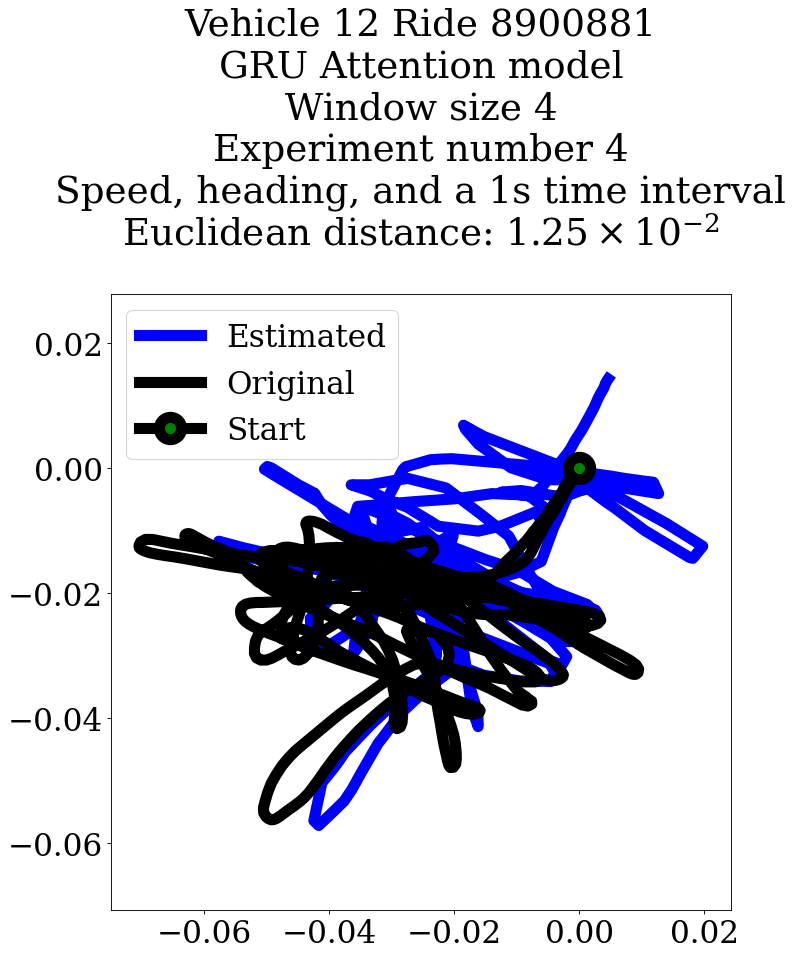 Vehicle 12 Ride 8900881
GRU Attention model
Window size 4
Experiment number 4
Speed, heading, and a 1s time interval
Euclidean distance: 1.25 × 10⁻²
Estimated
Original
Start
0.02
0.00
−0.02
−0.04
−0.06
−0.06 −0.04 −0.02 0.00 0.02